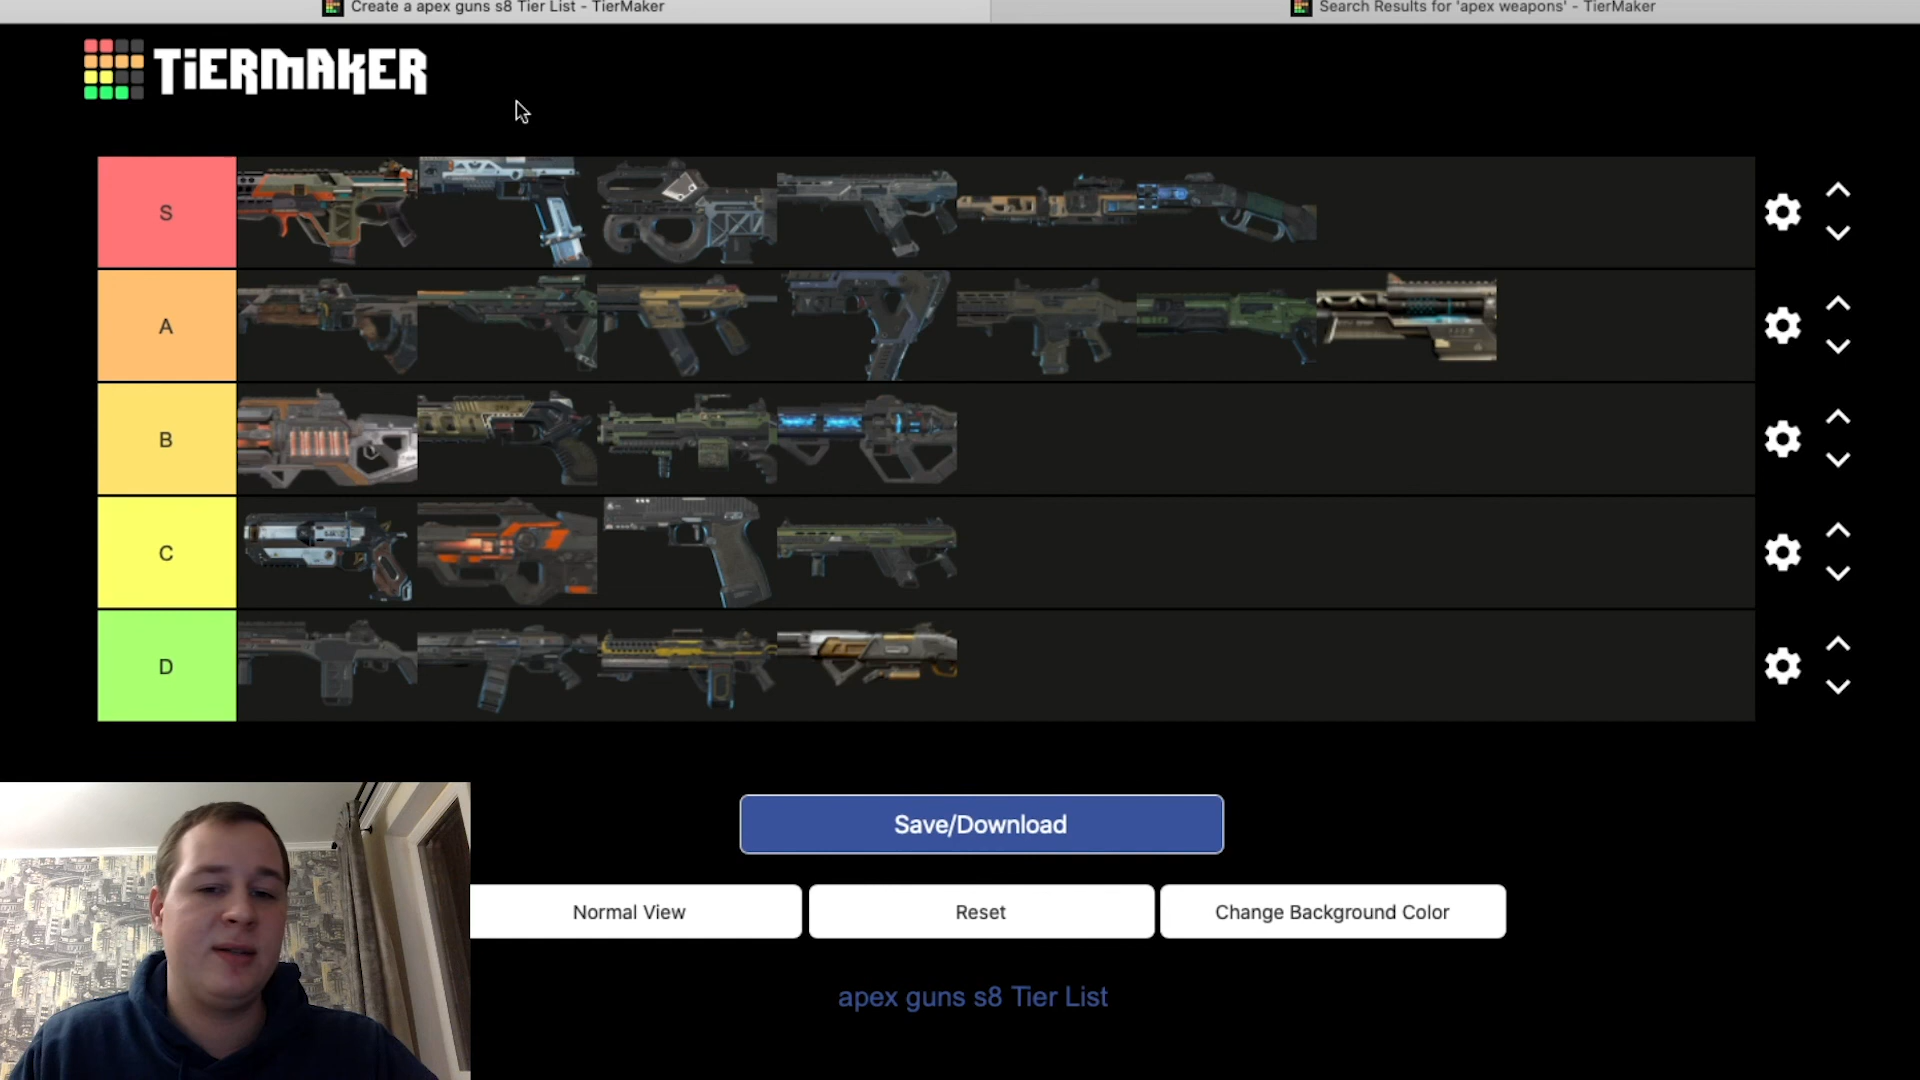 Create a apex guns s8 Tier List - TierMaker
Search Results for 'apex weapons' - TierMaker
TiERMAKER
S
A
B
C
D
Save/Download
Normal View
Reset
Change Background Color
apex guns s8 Tier List